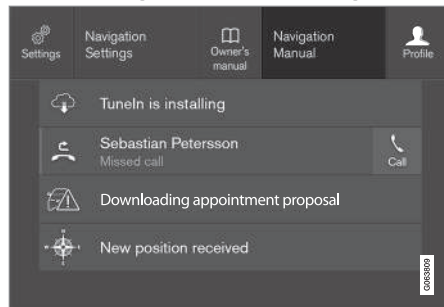 Settings
Navigation
Settings
Owner's
manual
Navigation
Manual
Profile
TuneIn is installing
Sebastian Petersson
Missed call
Call
Downloading appointment proposal
New position received
G063809